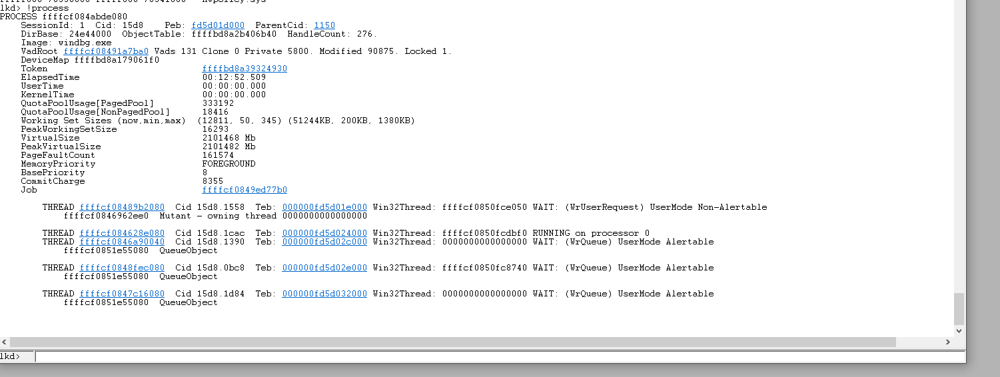 lkd> !process
PROCESS ffffcf084abde080
SessionId: 1 Cid: 15d8 Peb: fd5d01d000 ParentCid: 1150
DirBase: 24e44000 ObjectTable: ffffbd8a2b406b40 HandleCount: 276.
Image: windbg.exe
VadRoot ffffcf08491a7ba0 Vads 131 Clone 0 Private 5800. Modified 90875. Locked 1.
DeviceMap ffffbd8a179061f0
Token ffffbd8a39324930
ElapsedTime 00:12:52.509
UserTime 00:00:00.000
KernelTime 00:00:00.000
QuotaPoolUsage[PagedPool] 333192
QuotaPoolUsage[NonPagedPool] 18416
Working Set Sizes (now,min,max) (12811, 50, 345) (51244KB, 200KB, 1380KB)
PeakWorkingSetSize 16293
VirtualSize 2101468 Mb
PeakVirtualSize 2101482 Mb
PageFaultCount 161574
MemoryPriority FOREGROUND
BasePriority 8
CommitCharge 8355
Job ffffcf0849ed77b0
THREAD ffffcf08489b2080 Cid 15d8.1558 Teb: 000000fd5d01e000 Win32Thread: ffffcf0850fce050 WAIT: (WrUserRequest) UserMode Non-Alertable
ffffcf0846962ee0 Mutant - owning thread 0000000000000000
THREAD ffffcf084628e080 Cid 15d8.1cac Teb: 000000fd5d024000 Win32Thread: ffffcf0850fcdbf0 RUNNING on processor 0
THREAD ffffcf0846a90040 Cid 15d8.1390 Teb: 000000fd5d02c000 Win32Thread: 0000000000000000 WAIT: (WrQueue) UserMode Alertable
ffffcf0851e55080 QueueObject
THREAD ffffcf0848fec080 Cid 15d8.0bc8 Teb: 000000fd5d02e000 Win32Thread: ffffcf0850fc8740 WAIT: (WrQueue) UserMode Alertable
ffffcf0851e55080 QueueObject
THREAD ffffcf0847c16080 Cid 15d8.1d84 Teb: 000000fd5d032000 Win32Thread: 0000000000000000 WAIT: (WrQueue) UserMode Alertable
ffffcf0851e55080 QueueObject
lkd>